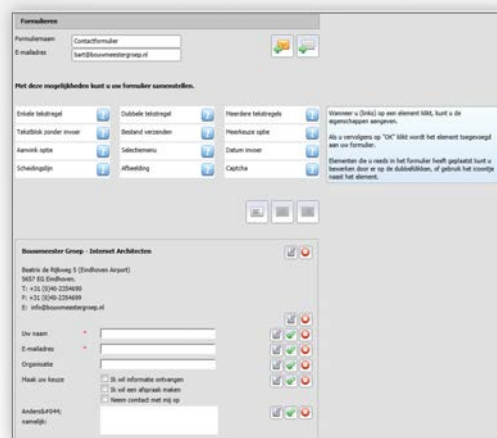 Formulieren
Formuliernaam Contactformulier
E-mailadres bart@bouwmeestergroep.nl
Met deze mogelijkheden kunt u uw formulier samenstellen.
Enkele tekstregel ? Dubbele tekstregel ? Meerdere tekstregels ?
Tekstblok zonder invoer ? Bestand verzenden ? Meerkeuze optie ?
Aanvink optie ? Selectiemenu ? Datum invoer ?
Scheidingslijn ? Afbeelding ? Captcha ?
Wanneer u (links) op een element klikt, kunt u de
eigenschappen aangeven.
Als u vervolgens op "OK" klikt wordt het element toegevoegd
aan uw formulier.
Elementen die u reeds in het formulier heeft geplaatst kunt u
bewerken door er op de dubbelklikken, of gebruik het icoontje
naast het element.
Bouwmeester Groep - Internet Architecten
Beatrix de Rijkweg 5 (Eindhoven Airport)
5657 EG Eindhoven.
T: +31 (0)40-2354690
F: +31 (0)40-2354699
E: info@bouwmeestergroep.nl
Uw naam *
E-mailadres *
Organisatie
Maak uw keuze Ik wil informatie ontvangen
Ik wil een afspraak maken
Neem contact met mij op
Anders&#044;
namelijk: